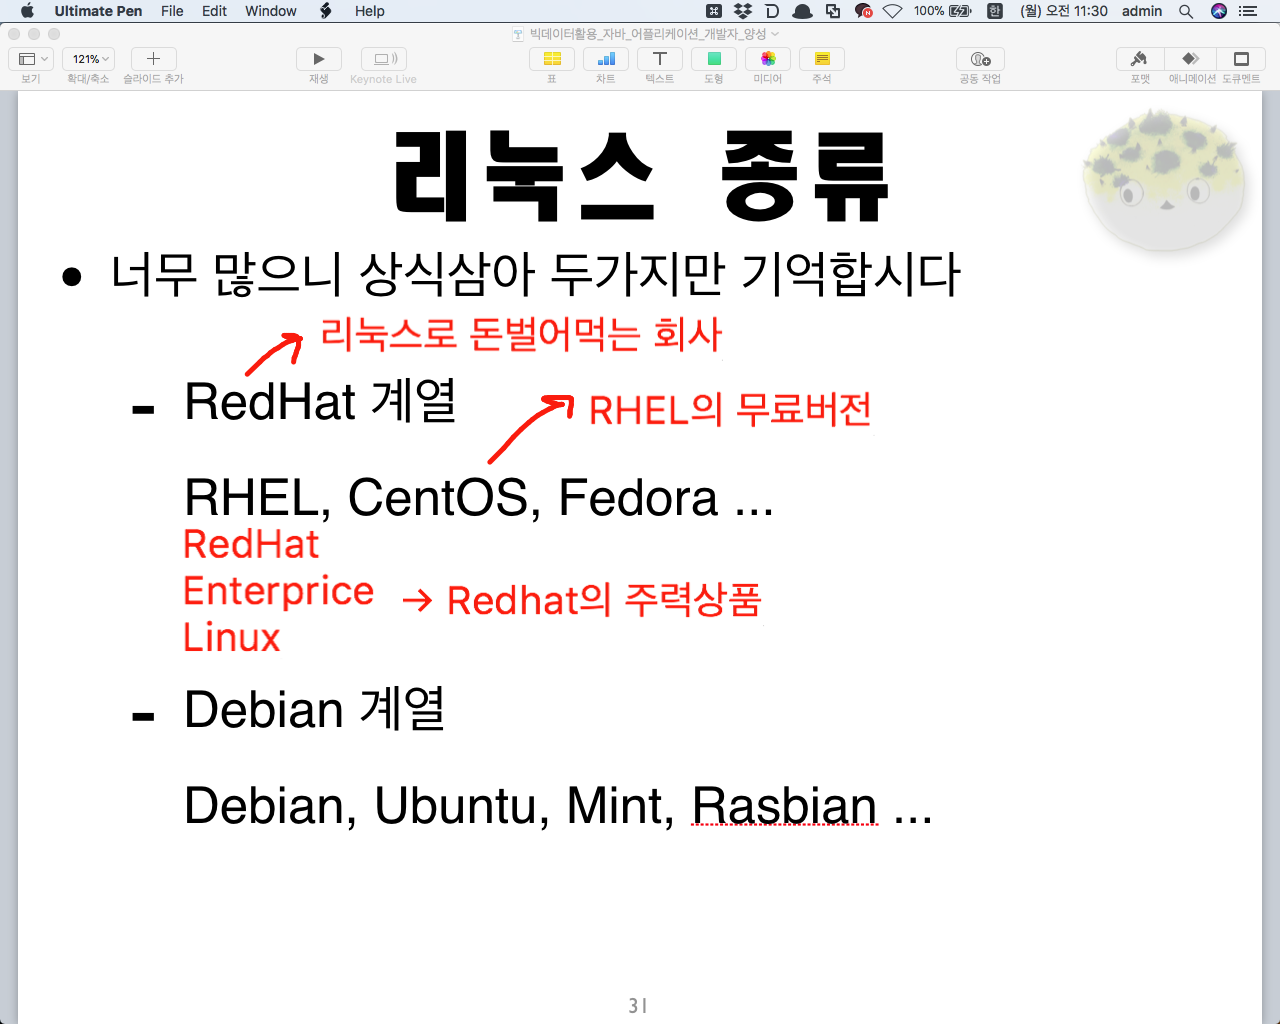 Ultimate Pen File Edit Window Help 100% 한 (월) 오전 11:30 admin
빅데이터활용_자바_어플리케이션_개발자_양성
121%
보기 확대/축소 슬라이드 추가 재생 Keynote Live 표 차트 텍스트 도형 미디어 주석 공동 작업 포맷 애니메이션 도큐멘트
리눅스 종류
• 너무 많으니 상식삼아 두가지만 기억합시다
리눅스로 돈벌어먹는 회사
- RedHat 계열
RHEL의 무료버전
RHEL, CentOS, Fedora ...
RedHat
Enterprice → Redhat의 주력상품
Linux
- Debian 계열
Debian, Ubuntu, Mint, Rasbian ...
31